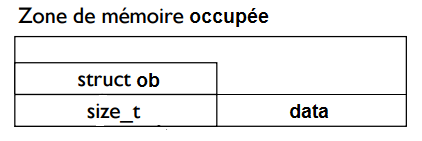 Zone de mémoire occupée
struct ob
size_t
data